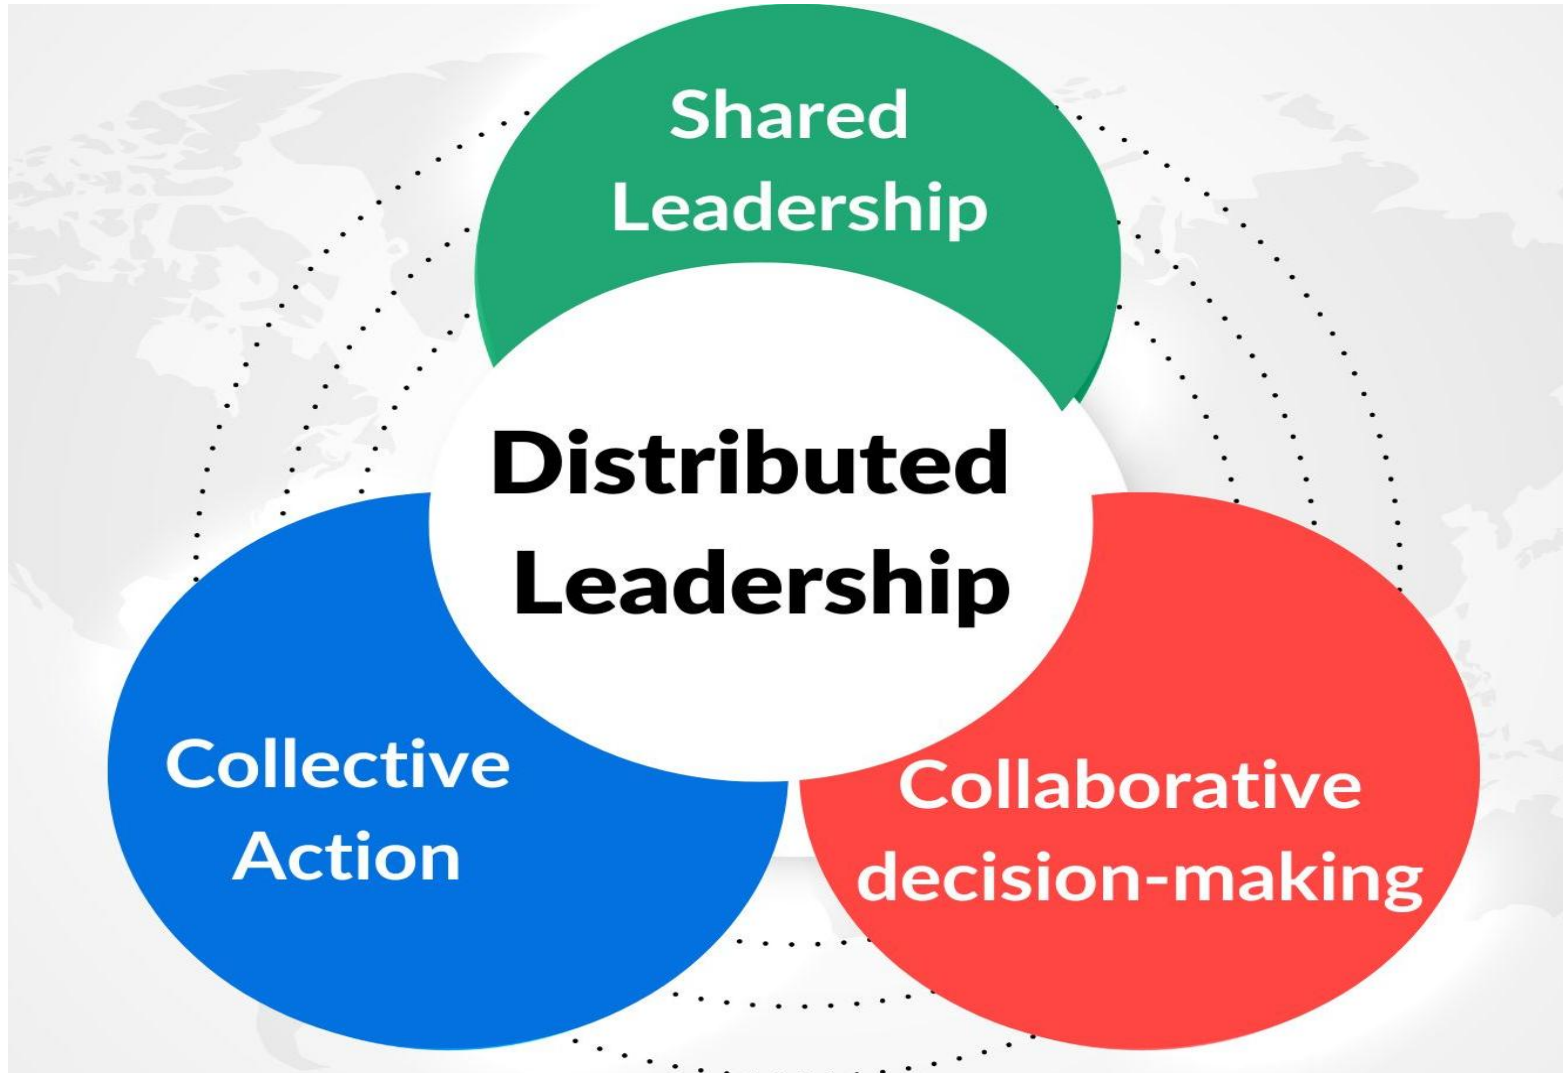 Shared
Leadership
Distributed
Leadership
Collective
Action
Collaborative
decision-making